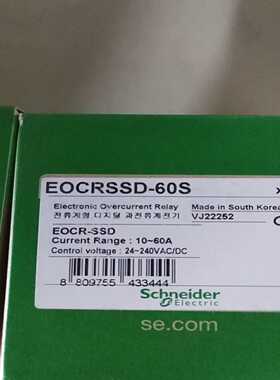 EOCRSSD-60S
Electronic Overcurrent Relay
전류계형 디지털 과전류계전기
Made in South Korea
VJ22252
EOCR-SSD
Current Range : 10~60A
Control voltage : 24~240VAC/DC
8 809755 433444
Schneider
Electric
se.com